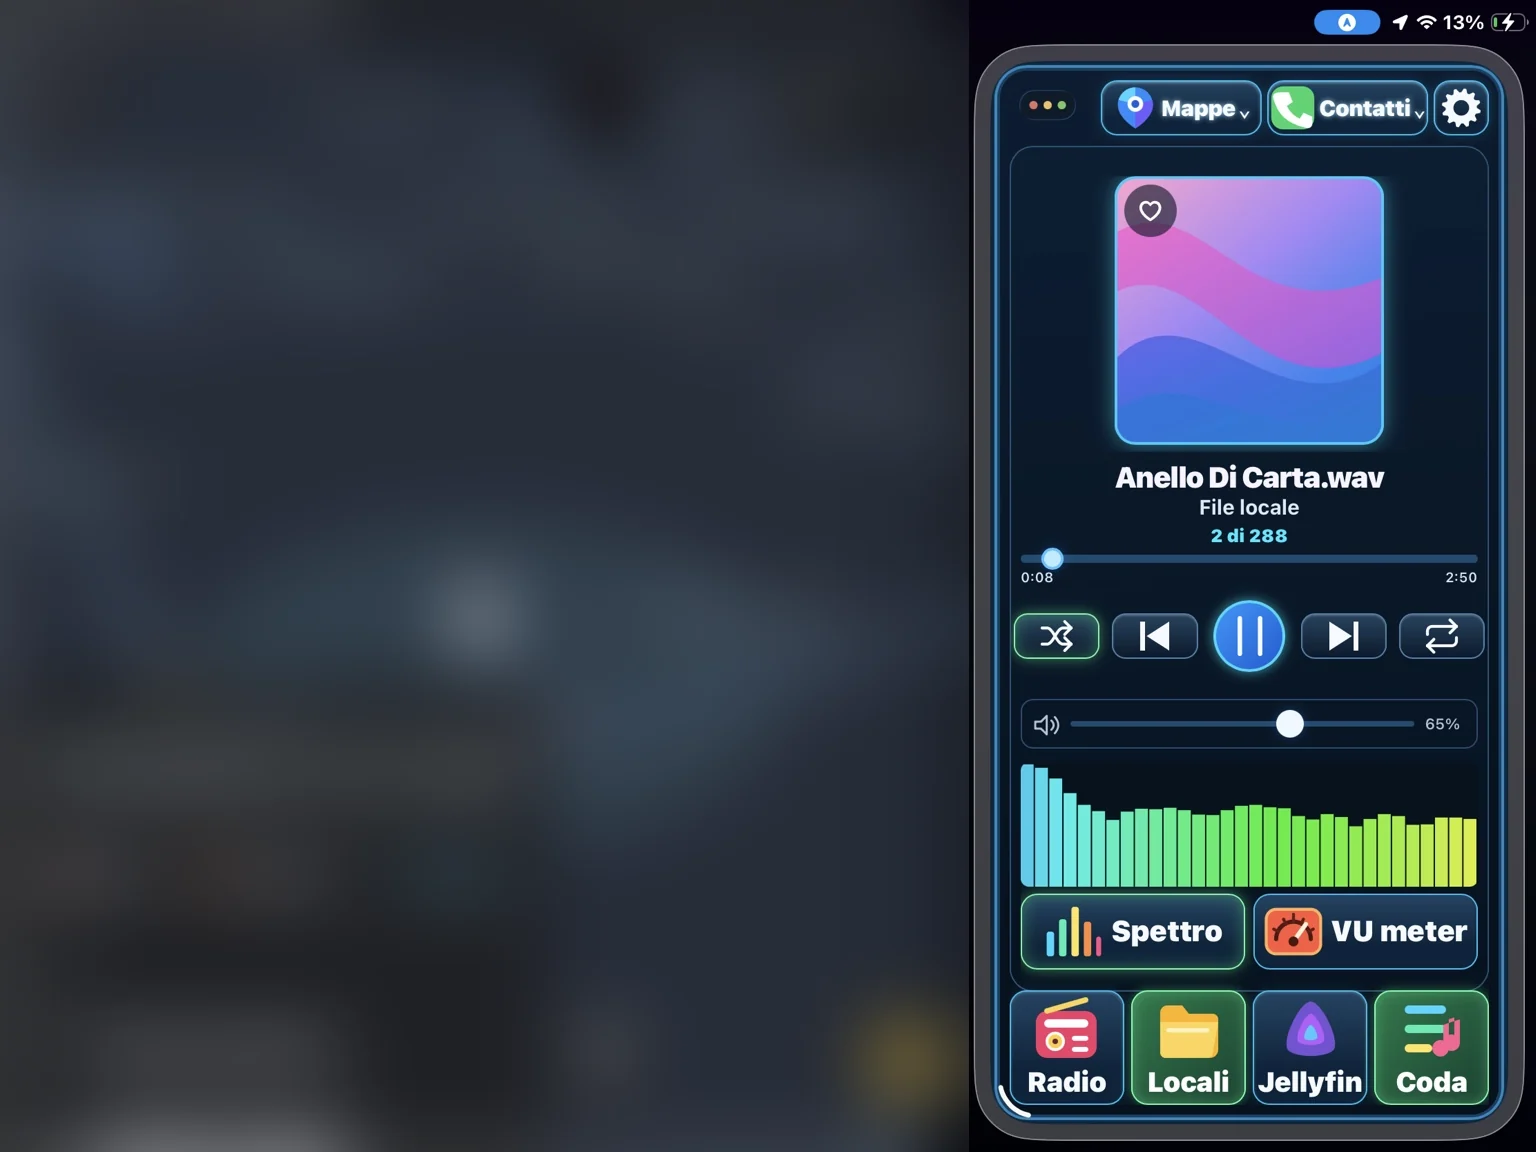 13%
Mappe
Contatti
Anello Di Carta.wav
File locale
2 di 288
0:08
2:50
65%
Spettro
VU meter
Radio
Locali
Jellyfin
Coda